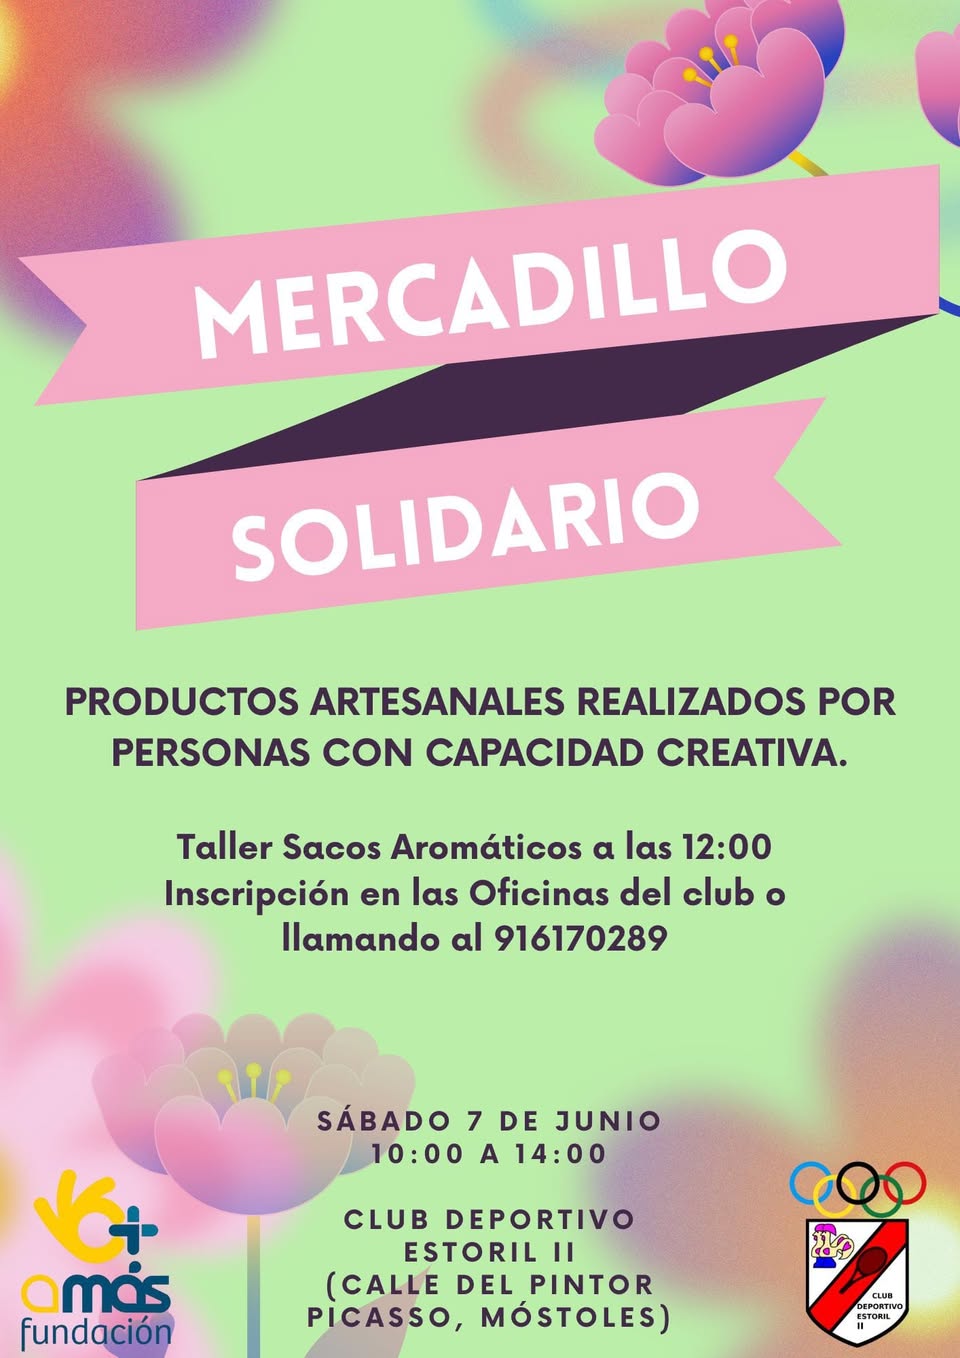 MERCADILLO
SOLIDARIO
PRODUCTOS ARTESANALES REALIZADOS POR
PERSONAS CON CAPACIDAD CREATIVA.
Taller Sacos Aromáticos a las 12:00
Inscripción en las Oficinas del club o
llamando al 916170289
SÁBADO 7 DE JUNIO
10:00 A 14:00
CLUB DEPORTIVO
ESTORIL II
(CALLE DEL PINTOR
PICASSO, MÓSTOLES)
amás
fundación
CLUB
DEPORTIVO
ESTORIL
II